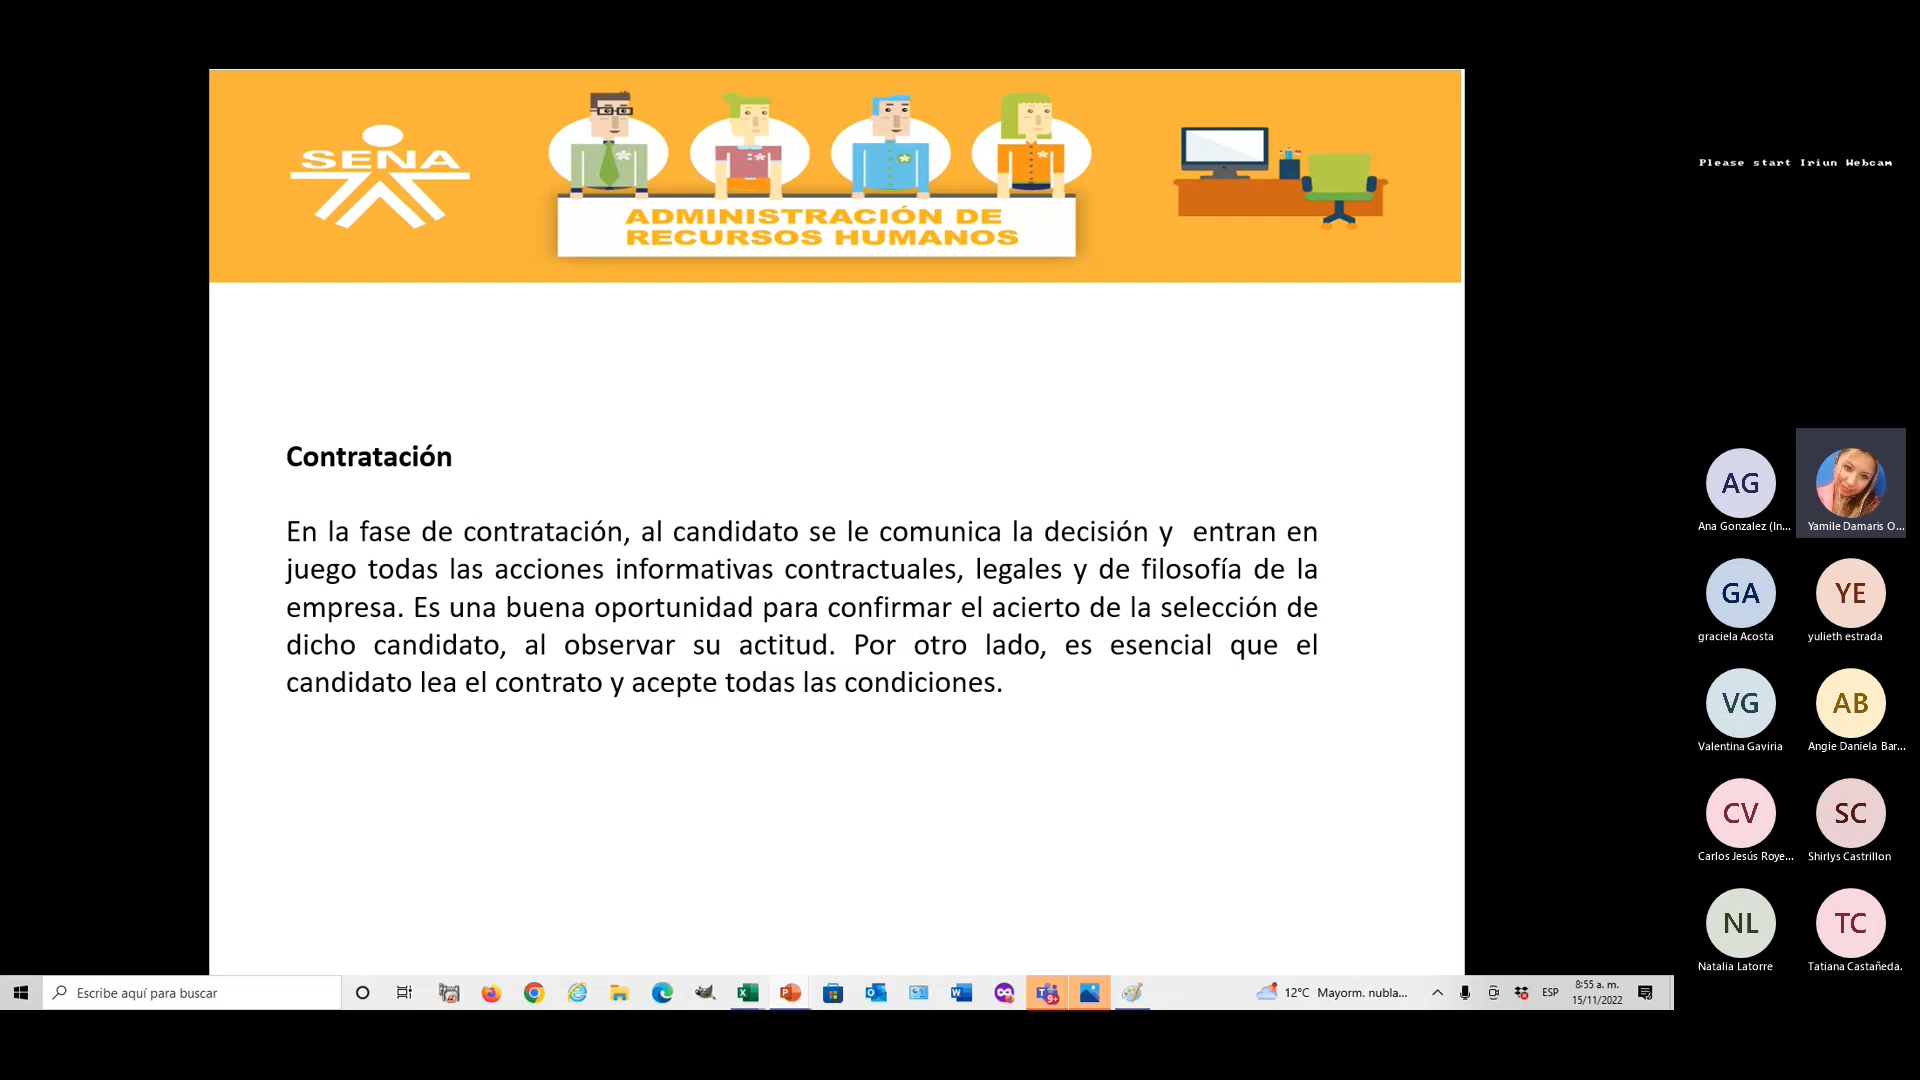 SENA
ADMINISTRACIÓN DE
RECURSOS HUMANOS
Please start Iriun Webcam
Contratación
En la fase de contratación, al candidato se le comunica la decisión y  entran en
juego todas las acciones informativas contractuales, legales y de filosofía de la
empresa. Es una buena oportunidad para confirmar el acierto de la selección de
dicho candidato, al observar su actitud. Por otro lado, es esencial que el
candidato lea el contrato y acepte todas las condiciones.
AG
Ana Gonzalez (In...
Yamile Damaris O...
GA
graciela Acosta
YE
yulieth estrada
VG
Valentina Gaviria
AB
Angie Daniela Bar...
CV
Carlos Jesús Roye...
SC
Shirlys Castrillon
NL
Natalia Latorre
TC
Tatiana Castañeda.
Escribe aquí para buscar
9+
12°C Mayorm. nubla...
ESP
8:55 a. m.
15/11/2022